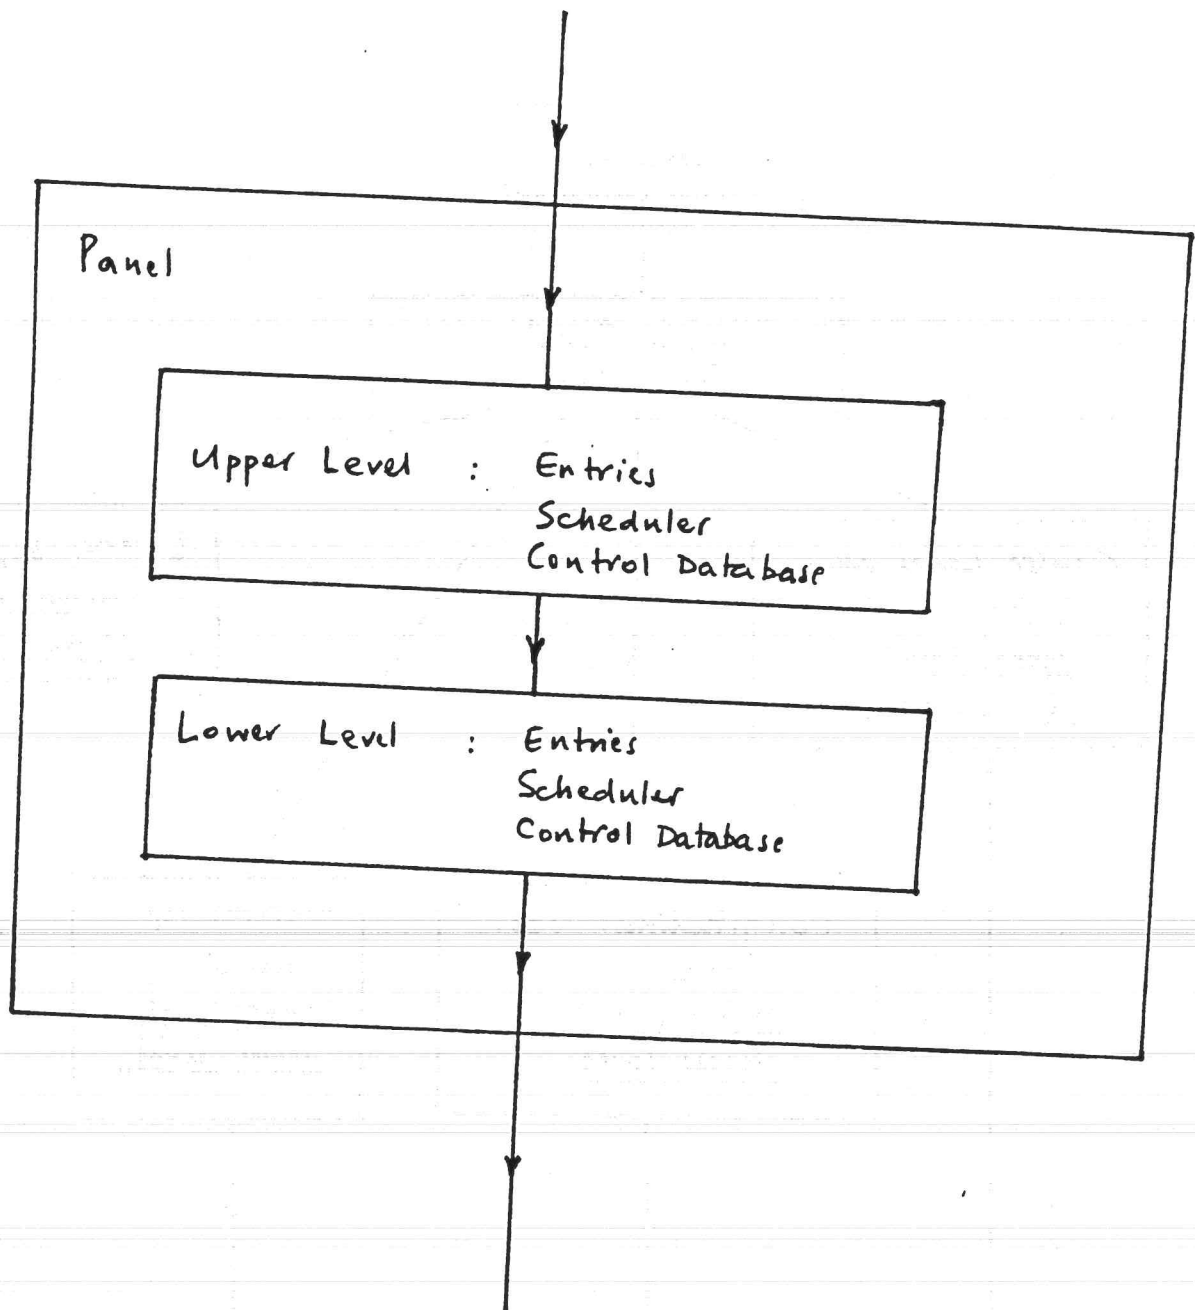 Panel
Upper Level : Entries
Scheduler
Control Database
Lower Level : Entries
Scheduler
Control Database